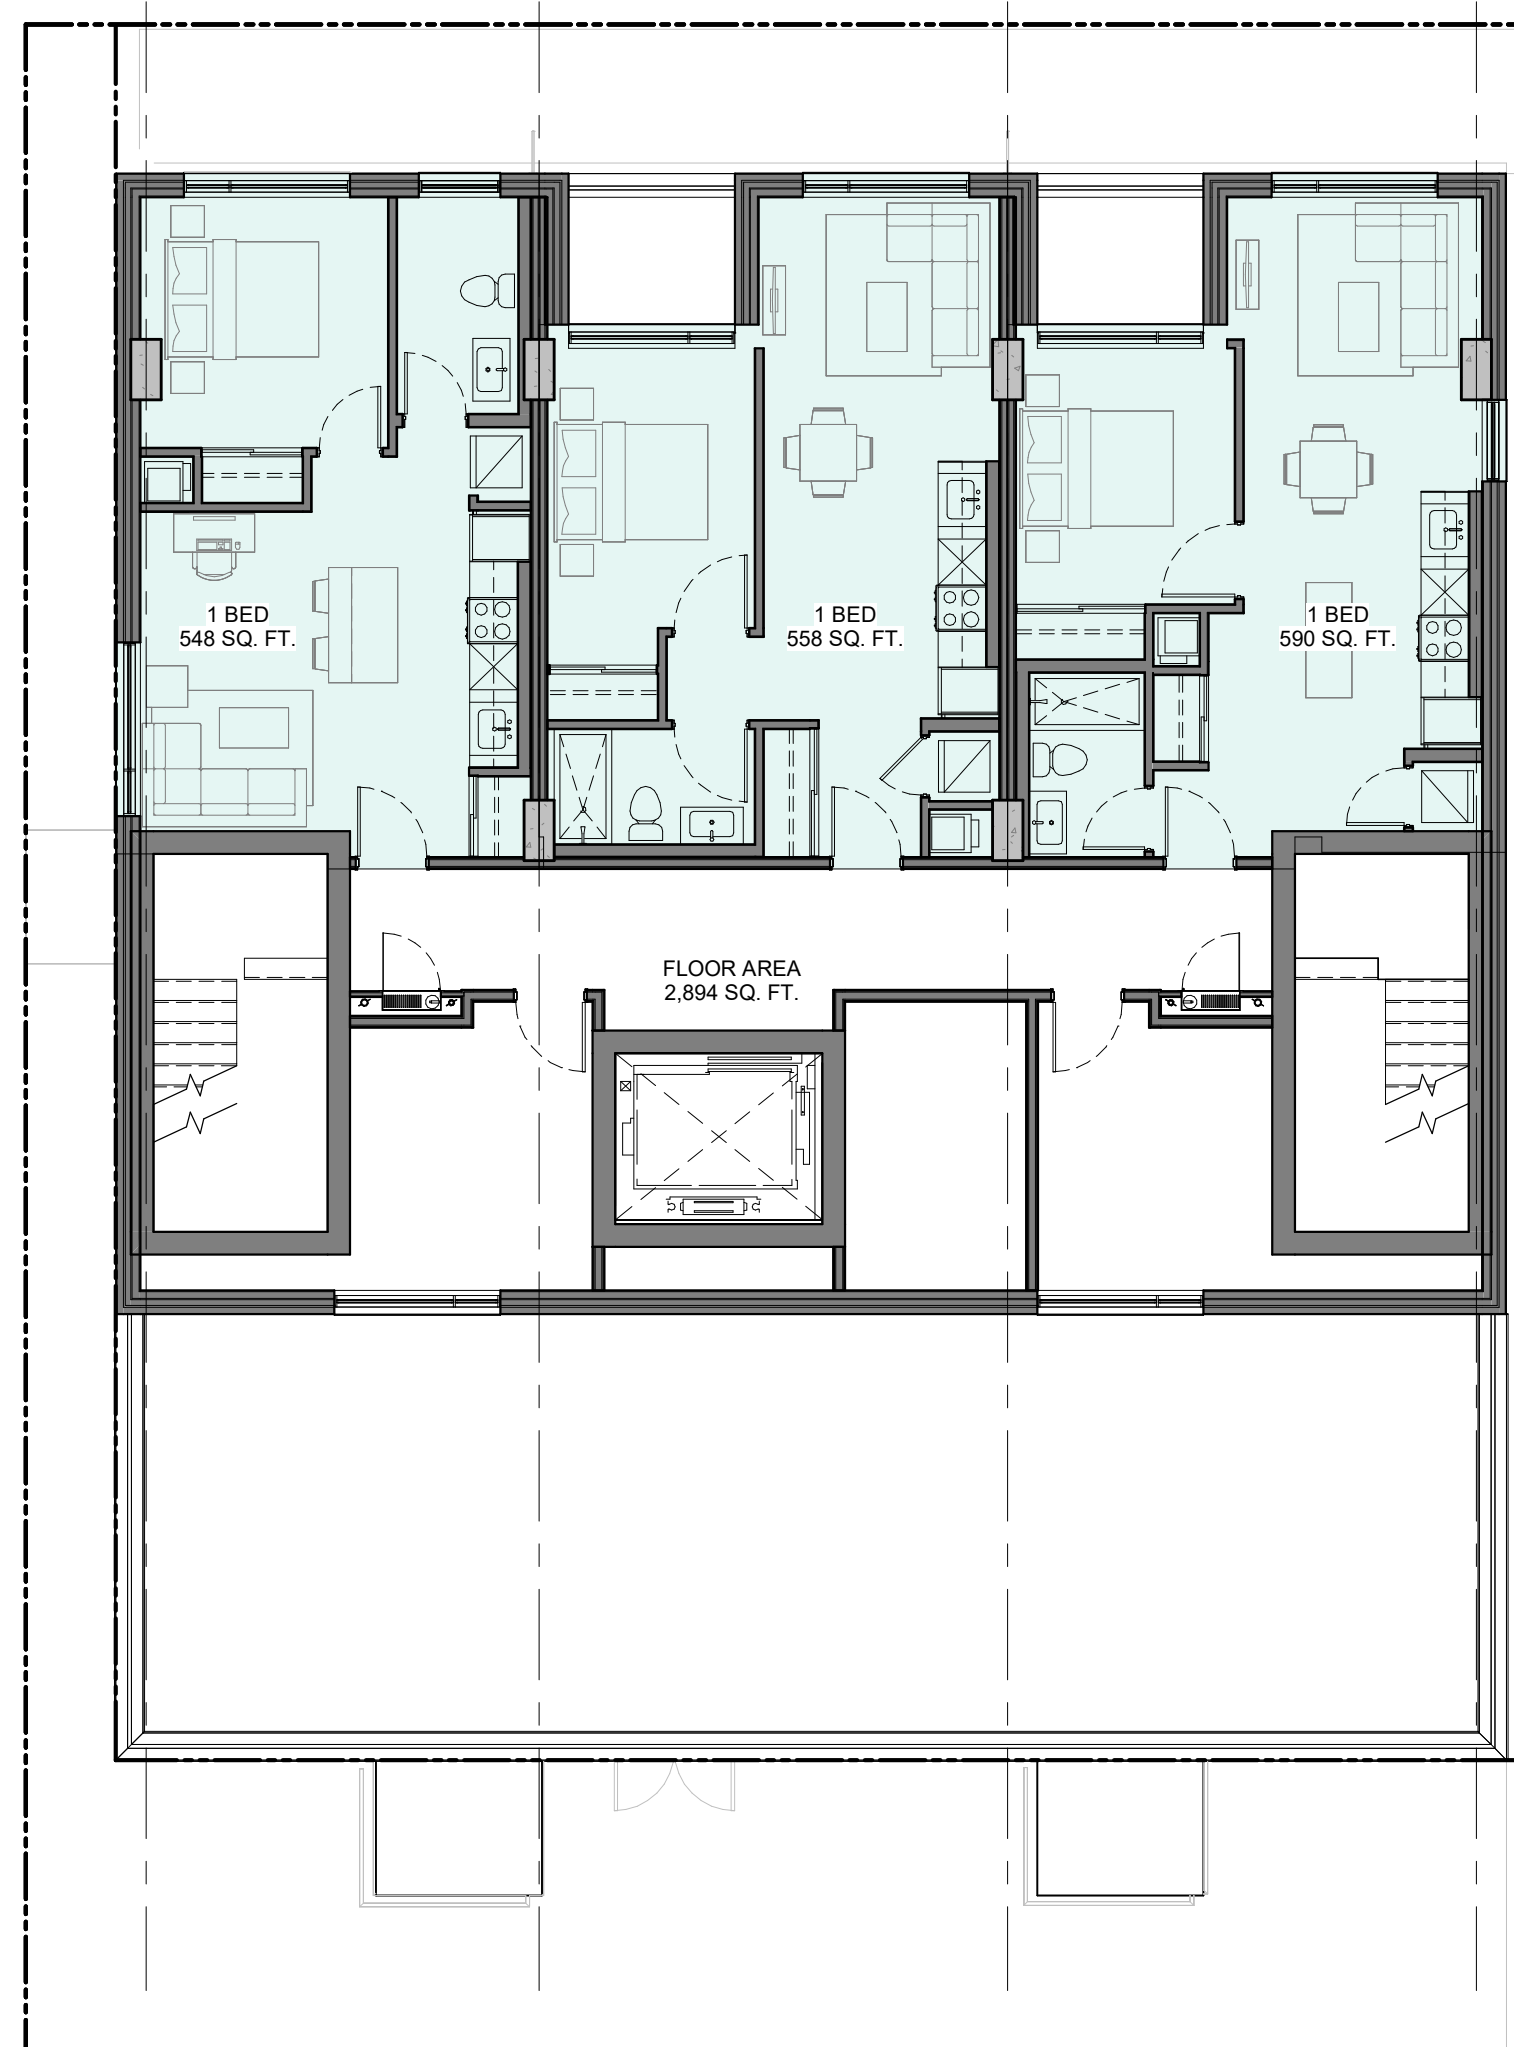 1 BED
548 SQ. FT.
1 BED
558 SQ. FT.
1 BED
590 SQ. FT.
FLOOR AREA
2,894 SQ. FT.